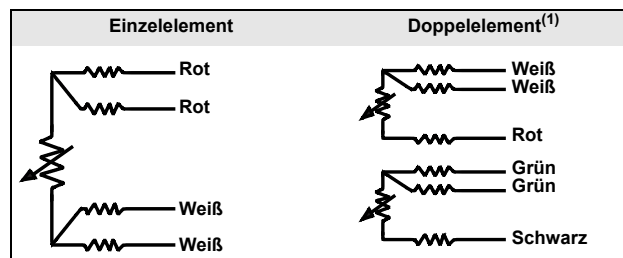 Einzelelement
Doppelelement(1)
Rot
Rot
Weiß
Weiß
Weiß
Weiß
Rot
Grün
Grün
Schwarz